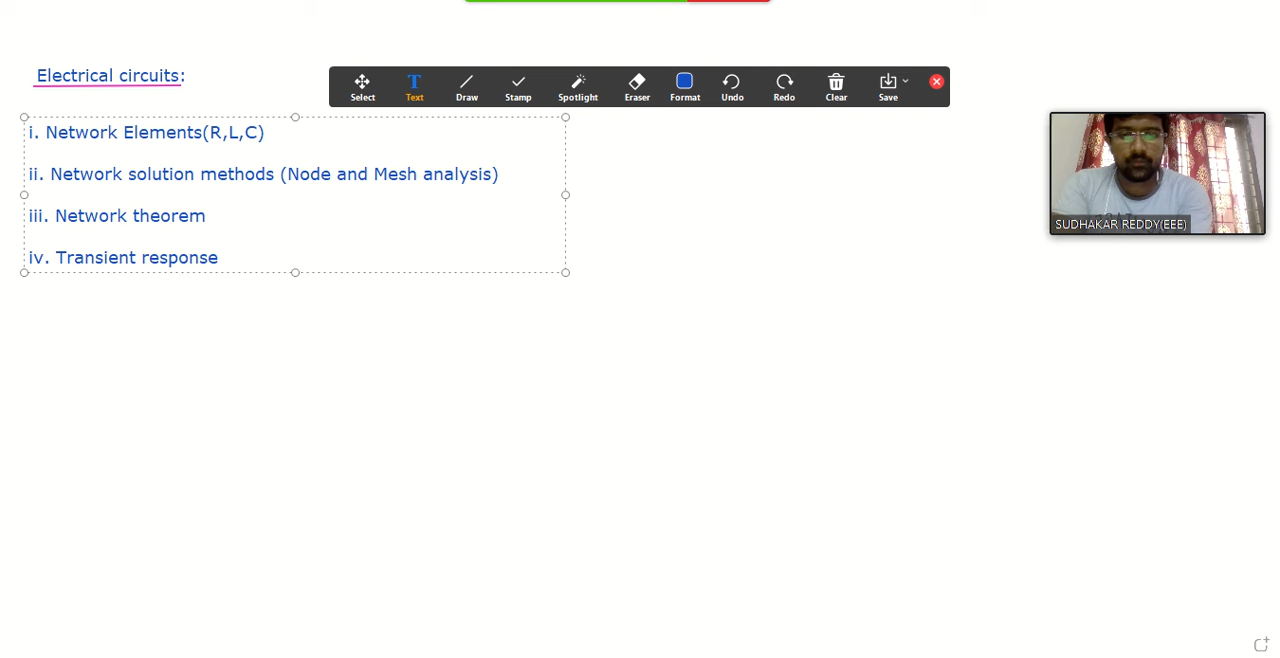 Electrical circuits:
Select Text Draw Stamp Spotlight Eraser Format Undo Redo Clear Save
i. Network Elements(R,L,C)
ii. Network solution methods (Node and Mesh analysis)
iii. Network theorem
iv. Transient response
SUDHAKAR REDDY(EEE)